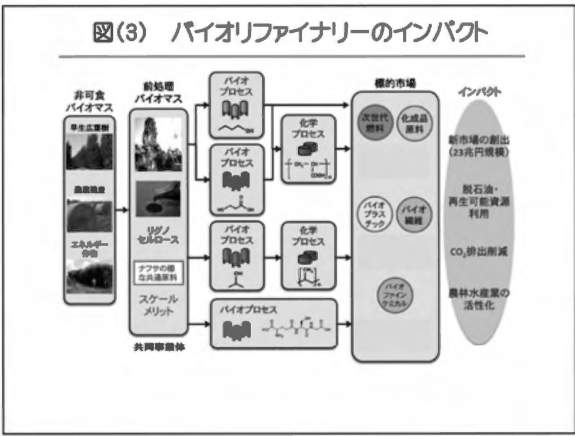 図(3) バイオリファイナリーのインパクト
非可食
バイオマス
早生広葉樹
農産廃棄
エネルギー
作物
前処理
バイオマス
リグノ
セルロース
ナフサの様
な共通原料
スケール
メリット
共同事業体
バイオ
プロセス
バイオ
プロセス
化学
プロセス
バイオ
プロセス
化学
プロセス
バイオプロセス
標的市場
次世代
燃料
化成品
原料
バイオ
プラス
チック
バイオ
繊維
バイオ
ファイン
ケミカル
インパクト
新市場の創出
(23兆円規模)
脱石油・
再生可能資源
利用
CO₂排出削減
農林水産業の
活性化